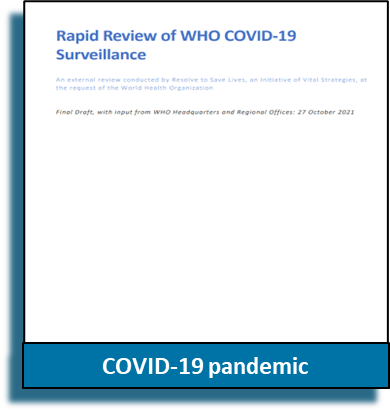 Rapid Review of WHO COVID-19
Surveillance
An external review conducted by Resolve to Save Lives, an Initiative of Vital Strategies, at
the request of the World Health Organization
Final Draft, with input from WHO Headquarters and Regional Offices: 27 October 2021
COVID-19 pandemic